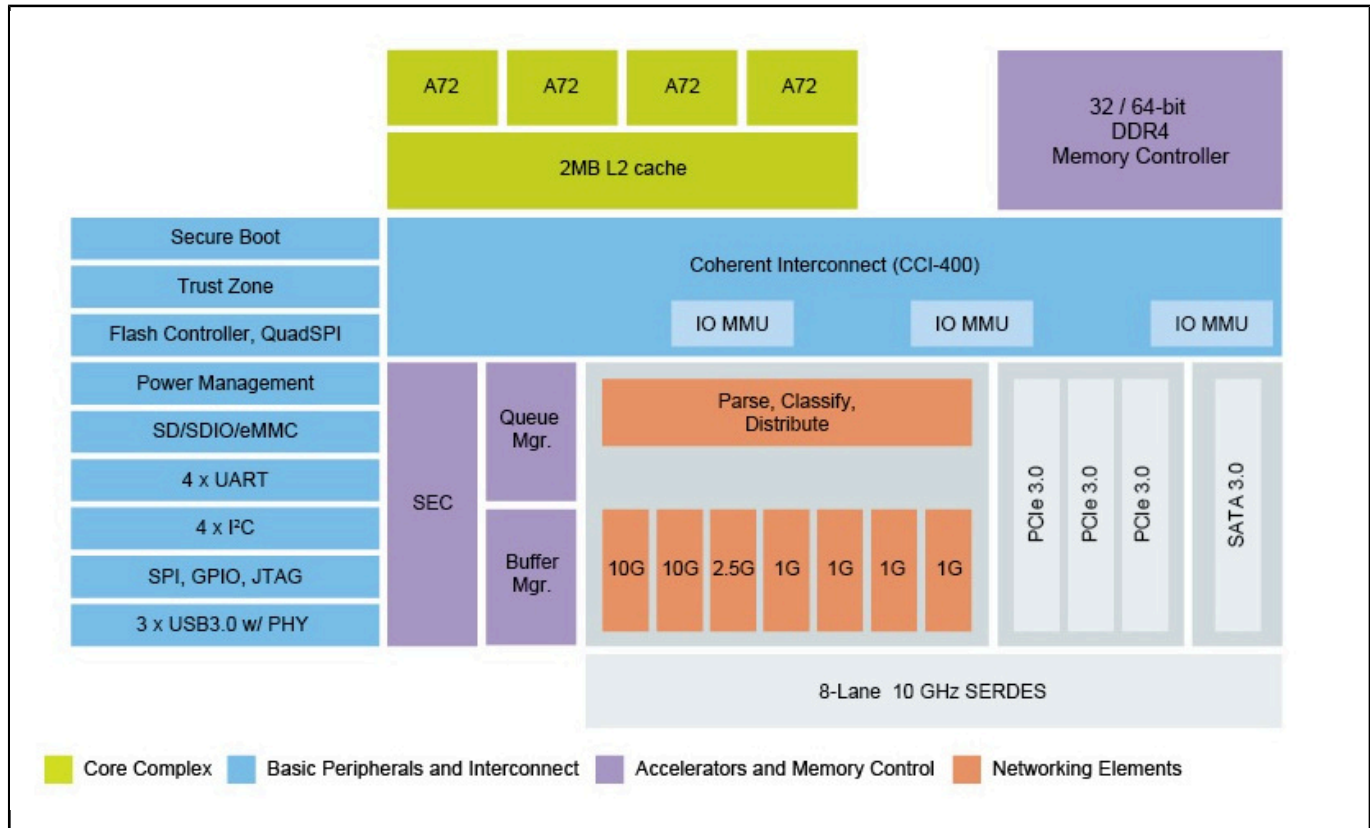 A72
A72
A72
A72
32 / 64-bit
DDR4
Memory Controller
2MB L2 cache
Secure Boot
Trust Zone
Flash Controller, QuadSPI
Power Management
SD/SDIO/eMMC
4 x UART
4 x I²C
SPI, GPIO, JTAG
3 x USB3.0 w/ PHY
Coherent Interconnect (CCI-400)
IO MMU
IO MMU
IO MMU
SEC
Queue
Mgr.
Buffer
Mgr.
Parse, Classify,
Distribute
10G
10G
2.5G
1G
1G
1G
1G
PCIe 3.0
PCIe 3.0
PCIe 3.0
SATA 3.0
8-Lane 10 GHz SERDES
Core Complex
Basic Peripherals and Interconnect
Accelerators and Memory Control
Networking Elements